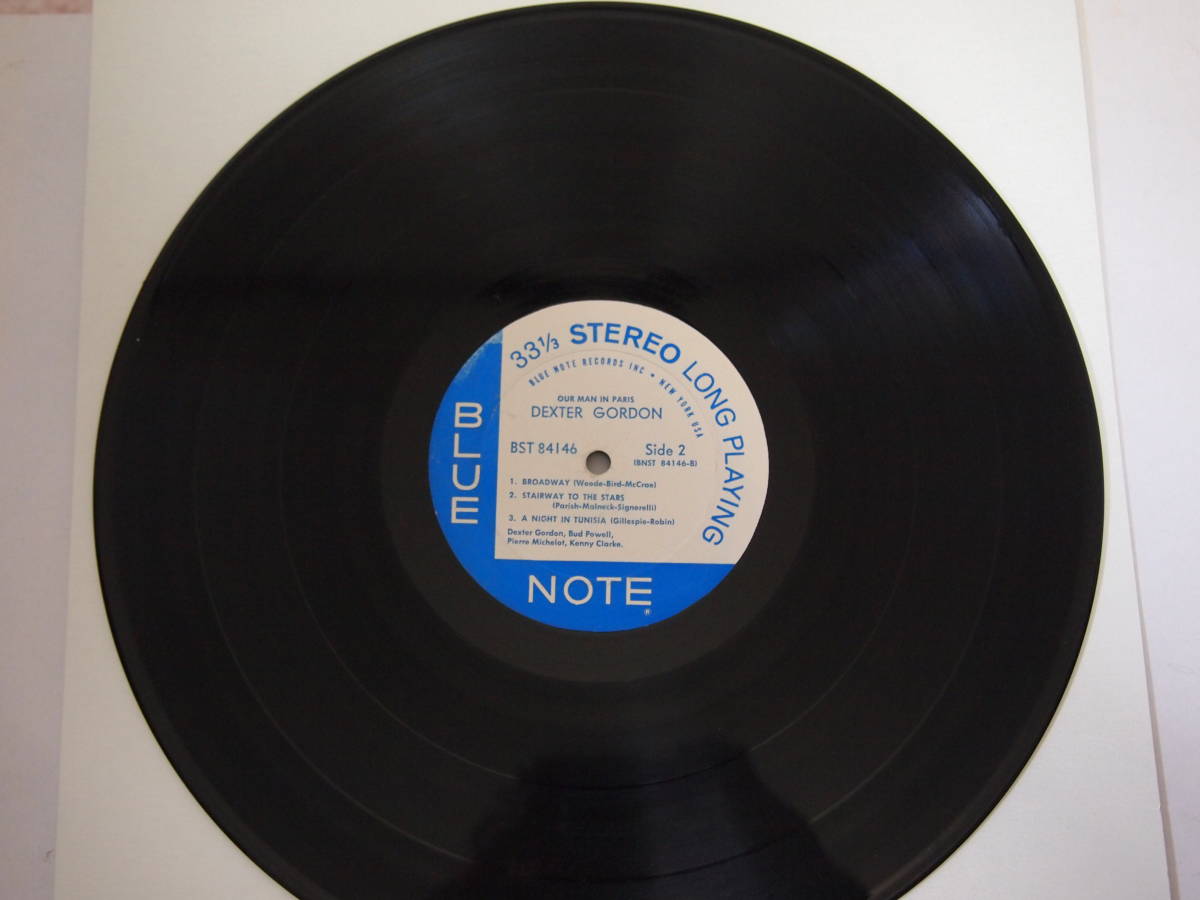 33 1/3 STEREO LONG PLAYING
BLUE NOTE RECORDS INC • NEW YORK USA
OUR MAN IN PARIS
DEXTER GORDON
BST 84146 Side 2
(BNST 84146-B)
1. BROADWAY (Woode-Bird-McCrae)
2. STAIRWAY TO THE STARS
(Parish-Malneck-Signorelli)
3. A NIGHT IN TUNISIA (Gillespie-Robin)
Dexter Gordon, Bud Powell,
Pierre Michelot, Kenny Clarke.
BLUE
NOTE
®